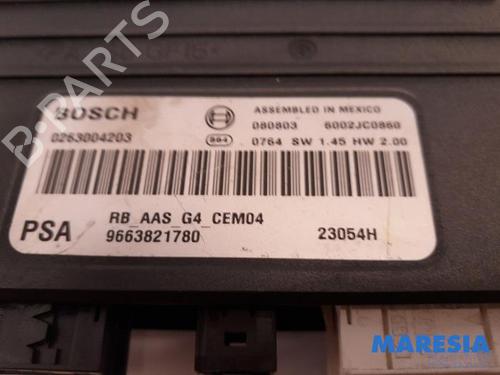 BOSCH
ASSEMBLED IN MEXICO
080803 6002JC0860
0263004203
0764 SW 1.45 HW 2.00
RB_AAS_G4_CEM04
PSA 9663821780 23054H
MARESIA